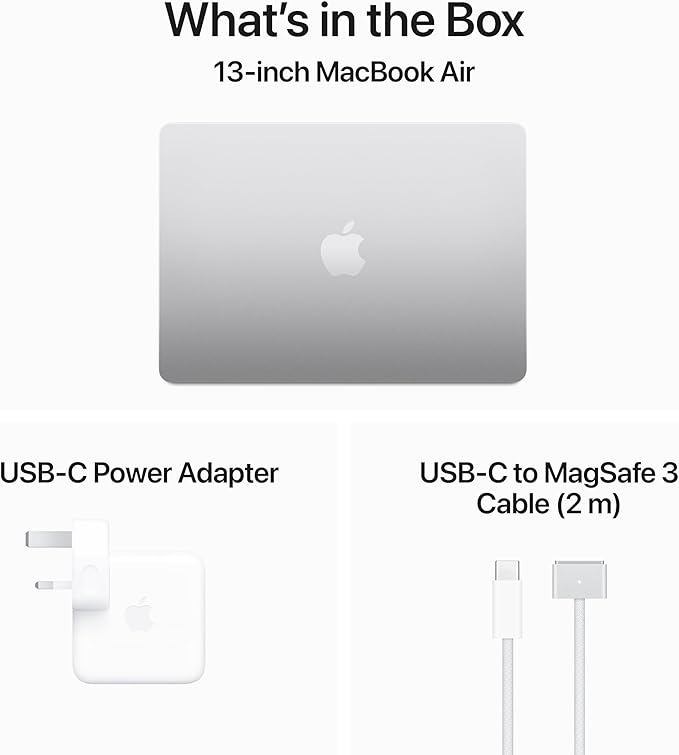 What's in the Box
13-inch MacBook Air
USB-C Power Adapter
USB-C to MagSafe 3
Cable (2 m)